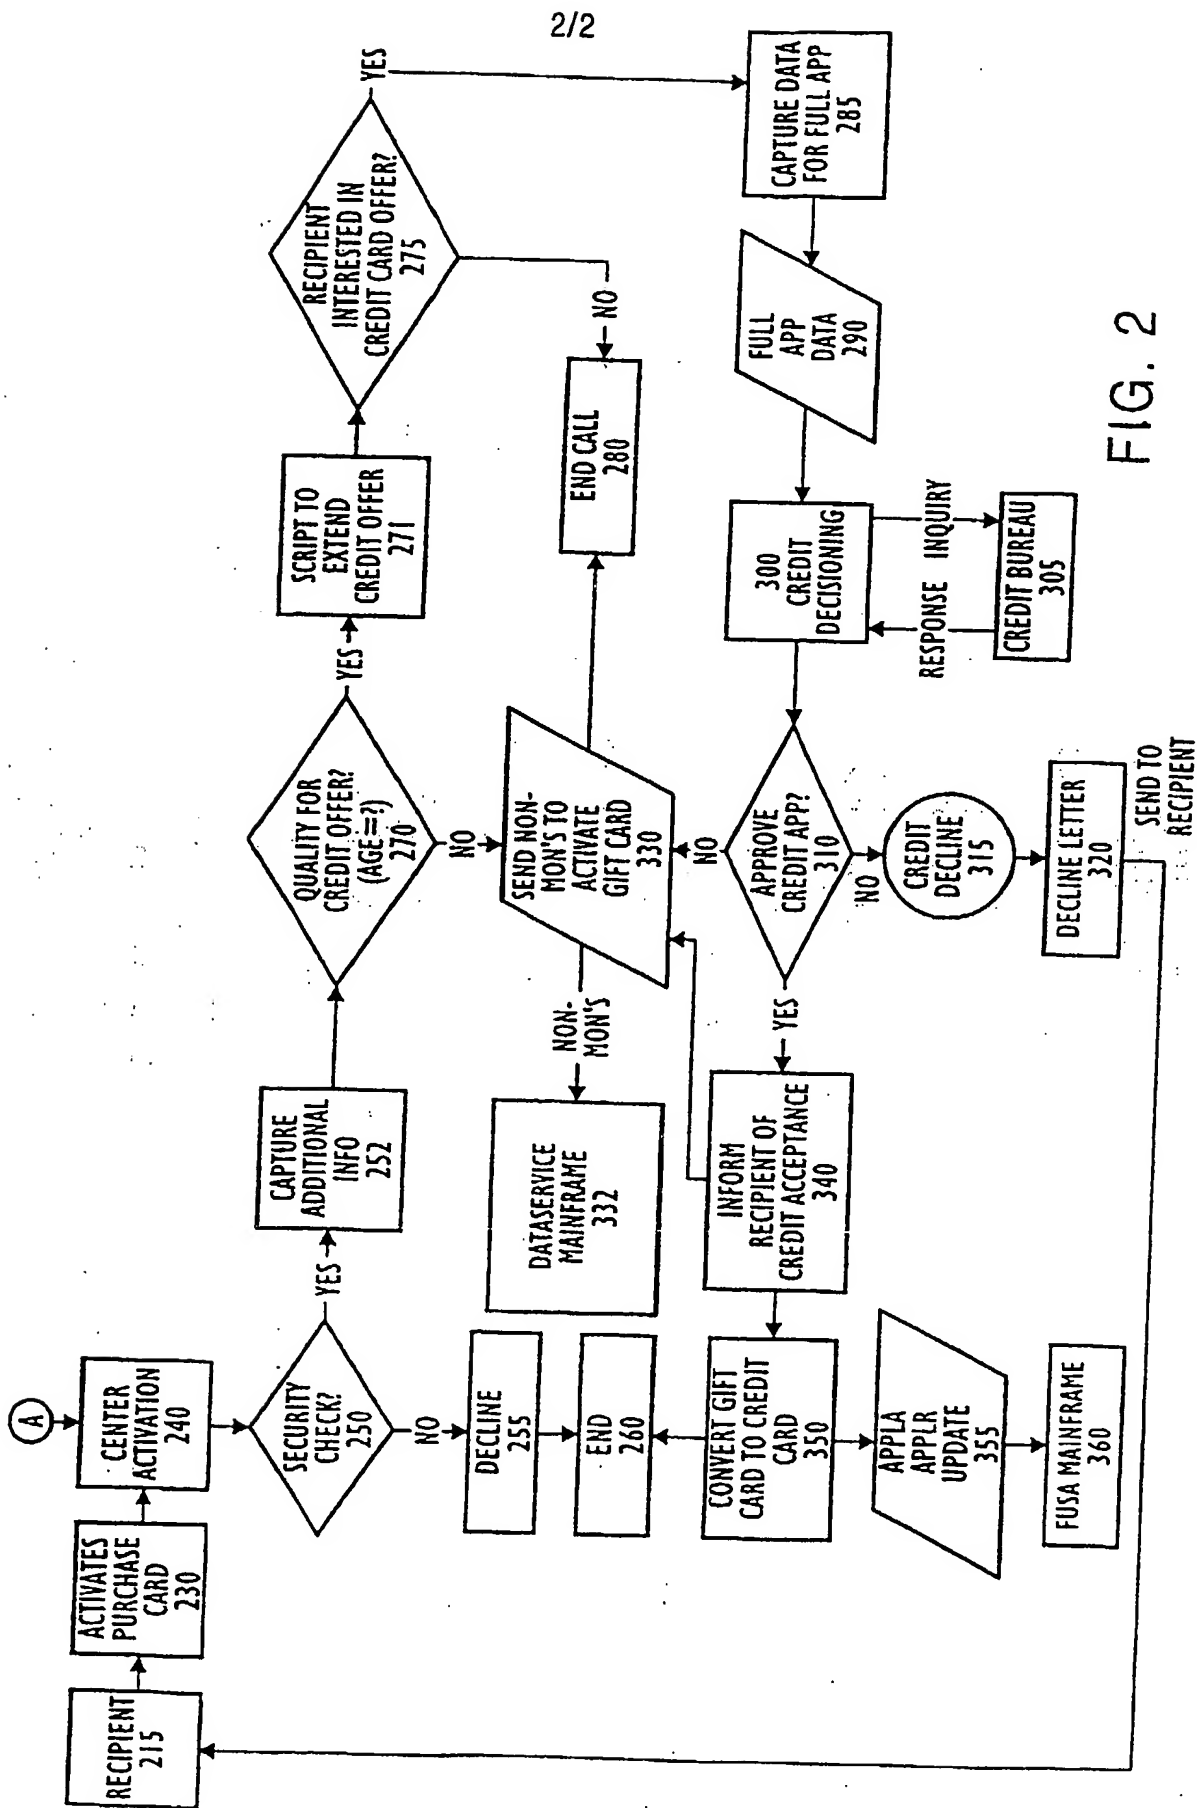 2/2
A
RECIPIENT
215
ACTIVATES
PURCHASE
CARD
230
CENTER
ACTIVATION
240
SECURITY
CHECK?
250
YES
NO
CAPTURE
ADDITIONAL
INFO
252
QUALITY FOR
CREDIT OFFER?
(AGE=?)
270
YES
NO
SCRIPT TO
EXTEND
CREDIT OFFER
271
RECIPIENT
INTERESTED IN
CREDIT CARD OFFER?
275
YES
NO
DECLINE
255
END
260
DATASERVICE
MAINFRAME
332
NON-
MON'S
SEND NON-
MON'S TO
ACTIVATE
GIFT CARD
330
END CALL
280
CONVERT GIFT
CARD TO CREDIT
CARD
350
INFORM
RECIPIENT OF
CREDIT ACCEPTANCE
340
YES
APPROVE
CREDIT APP?
310
NO
NO
300
CREDIT
DECISIONING
FULL
APP
DATA
290
CAPTURE DATA
FOR FULL APP
285
APPLA
APPLR
UPDATE
355
CREDIT
DECLINE
315
RESPONSE
INQUIRY
FUSA MAINFRAME
360
DECLINE LETTER
320
CREDIT BUREAU
305
SEND TO
RECIPIENT
FIG. 2